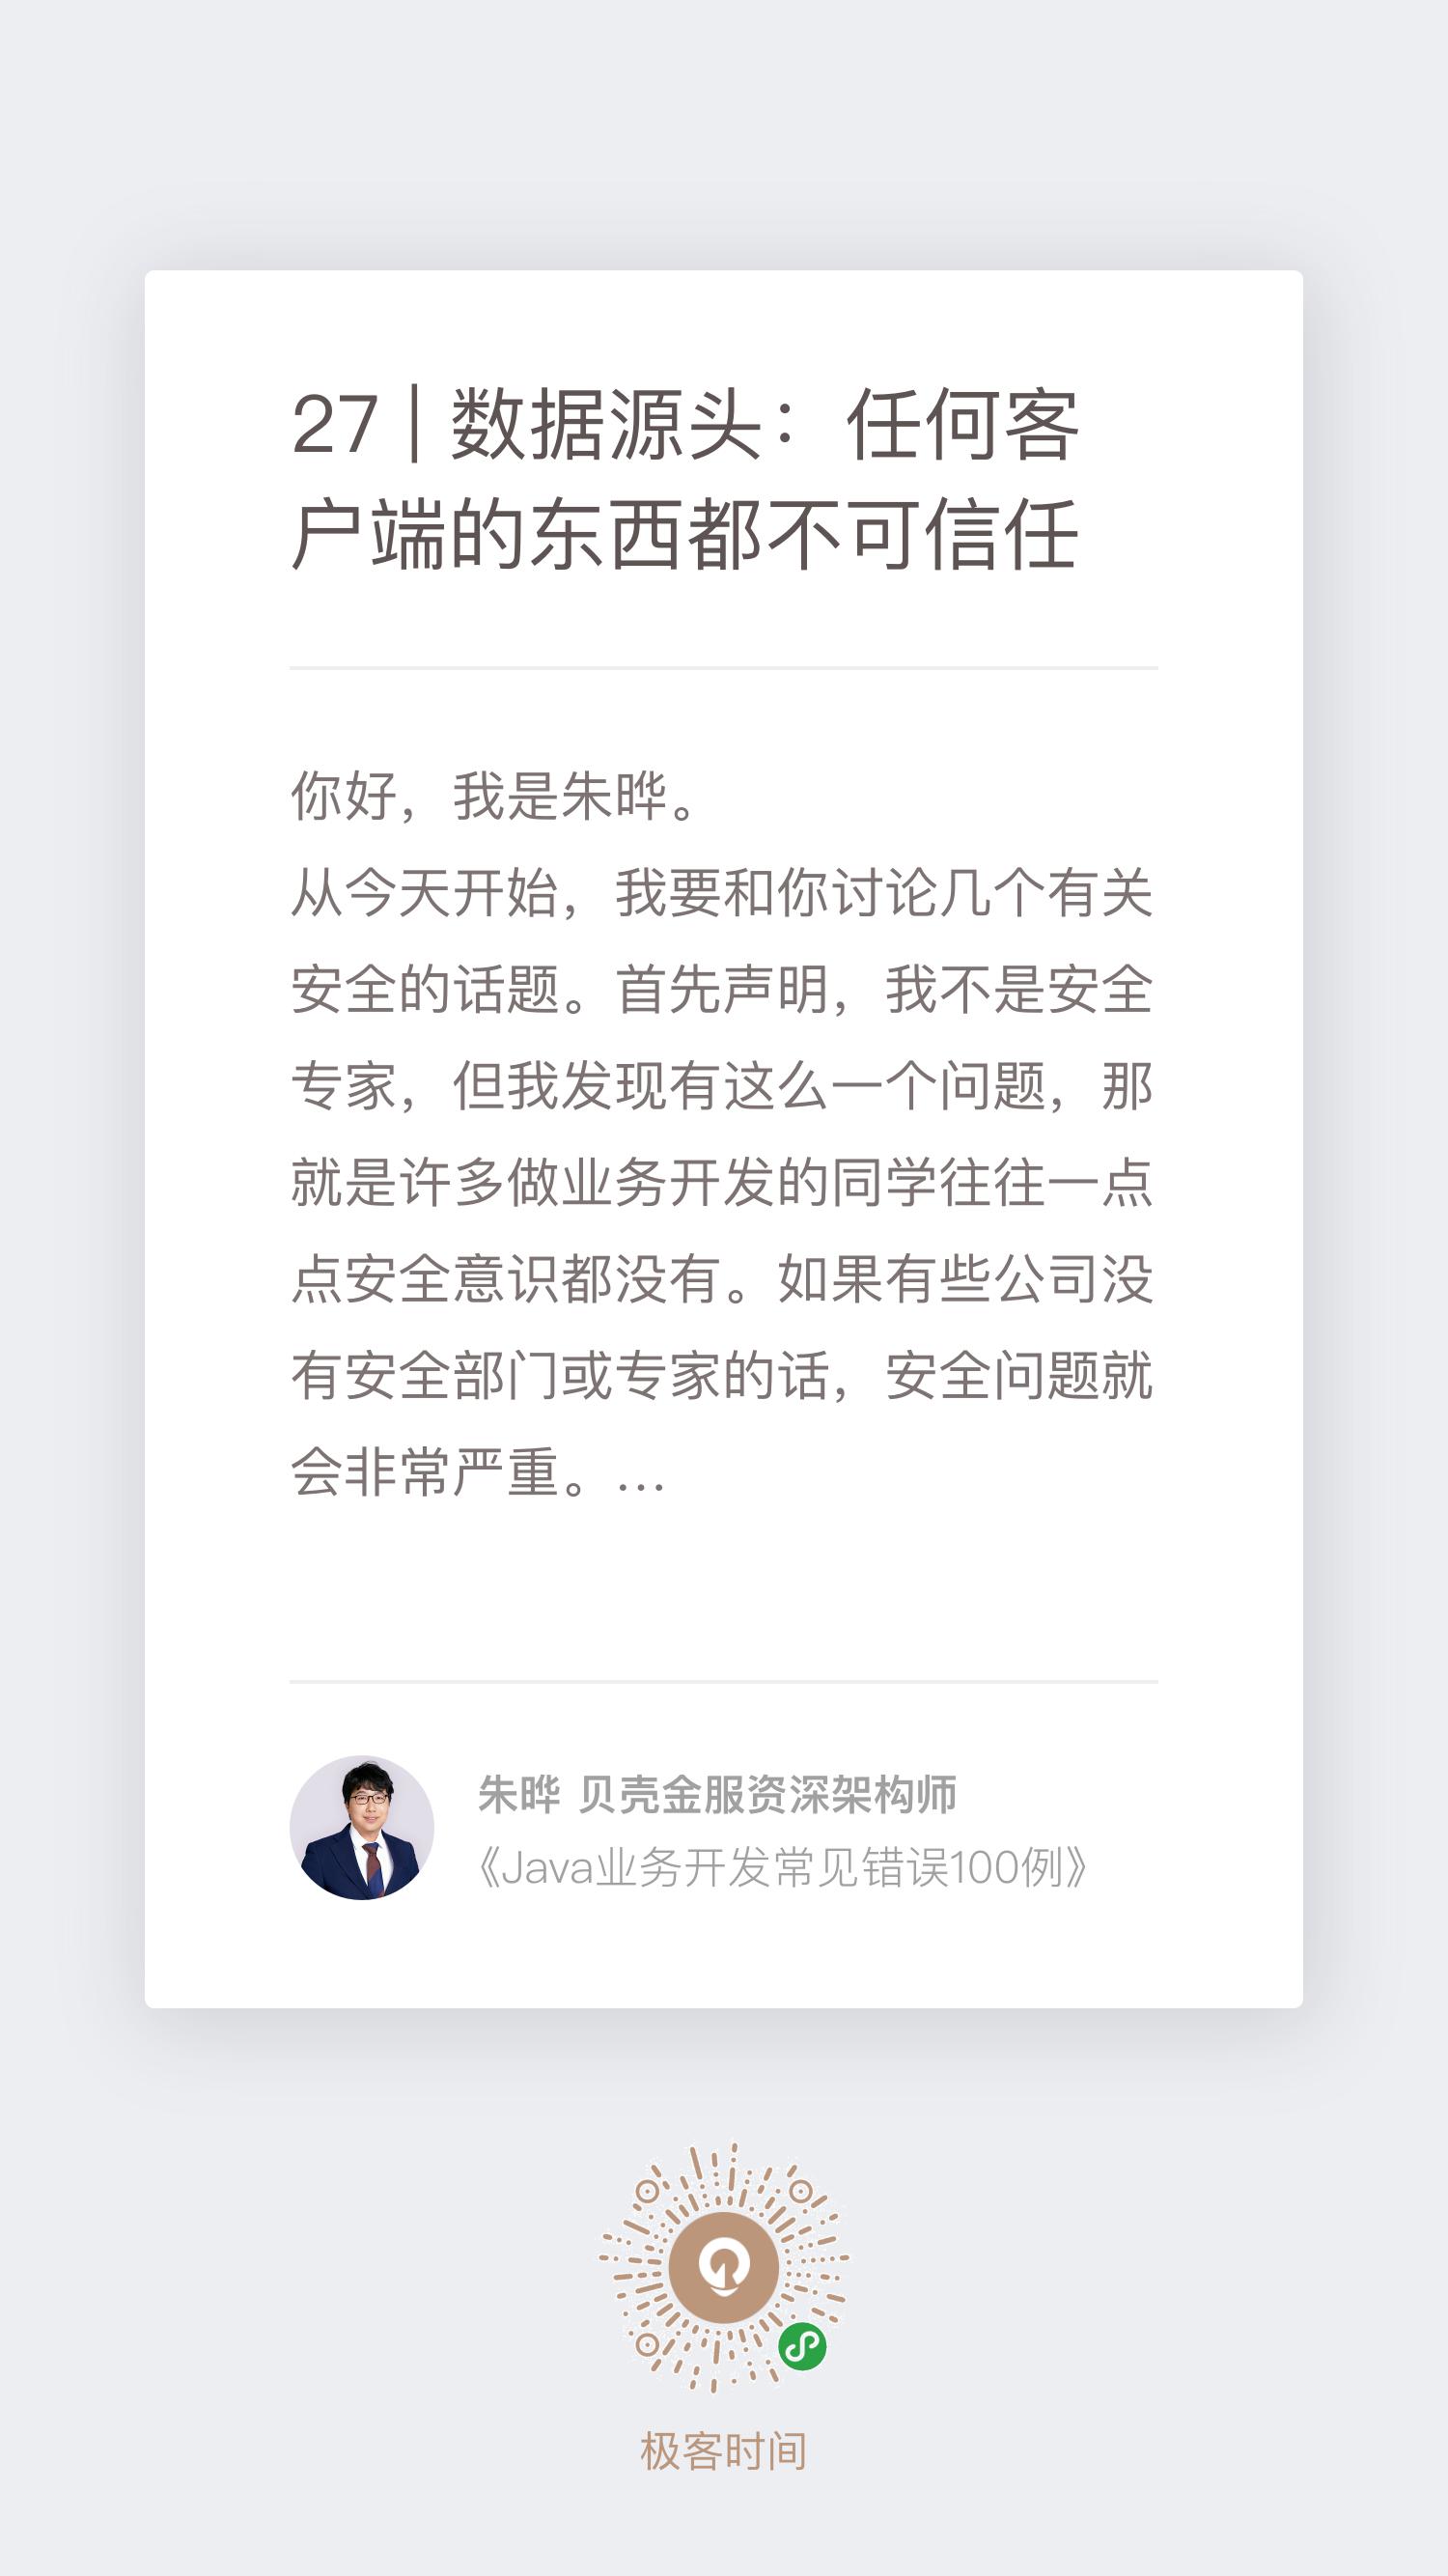 27 | 数据源头：任何客
户端的东西都不可信任
你好，我是朱晔。
从今天开始，我要和你讨论几个有关
安全的话题。首先声明，我不是安全
专家，但我发现有这么一个问题，那
就是许多做业务开发的同学往往一点
点安全意识都没有。如果有些公司没
有安全部门或专家的话，安全问题就
会非常严重。...
朱晔 贝壳金服资深架构师
《Java业务开发常见错误100例》
极客时间